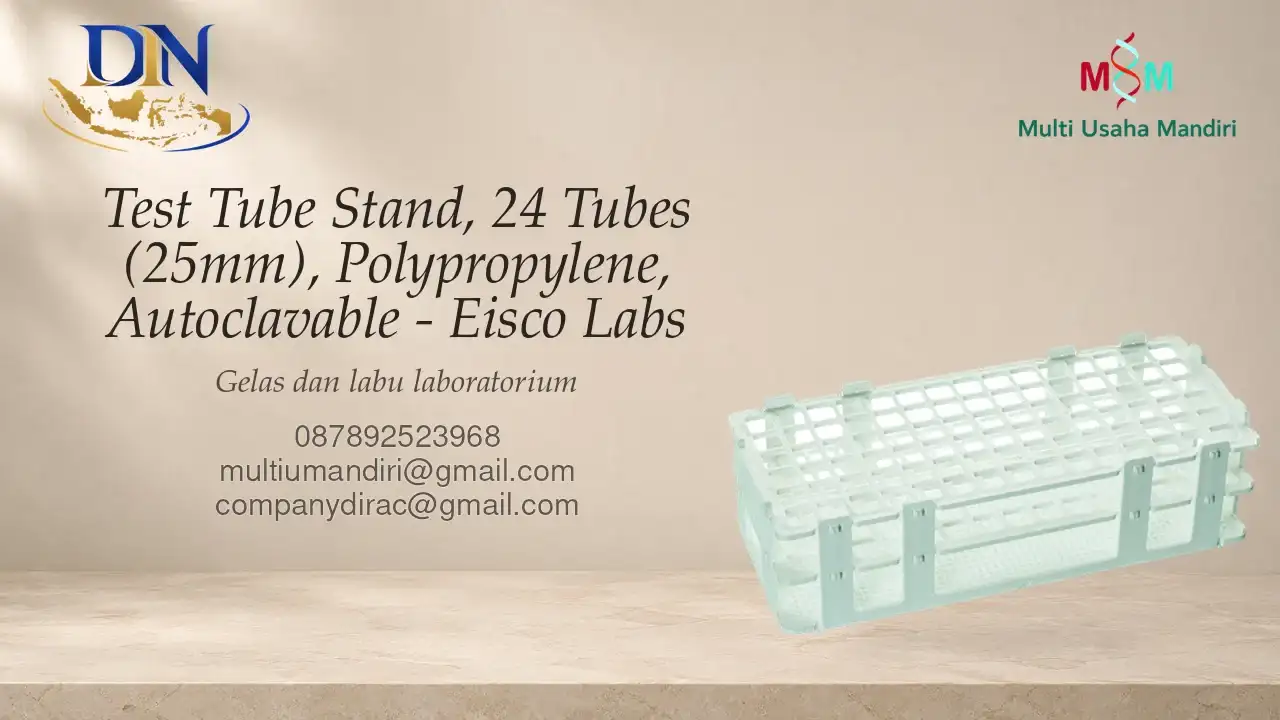 DN
MSM
Multi Usaha Mandiri
Test Tube Stand, 24 Tubes
(25mm), Polypropylene,
Autoclavable - Eisco Labs
Gelas dan labu laboratorium
087892523968
multiumandiri@gmail.com
companydirac@gmail.com